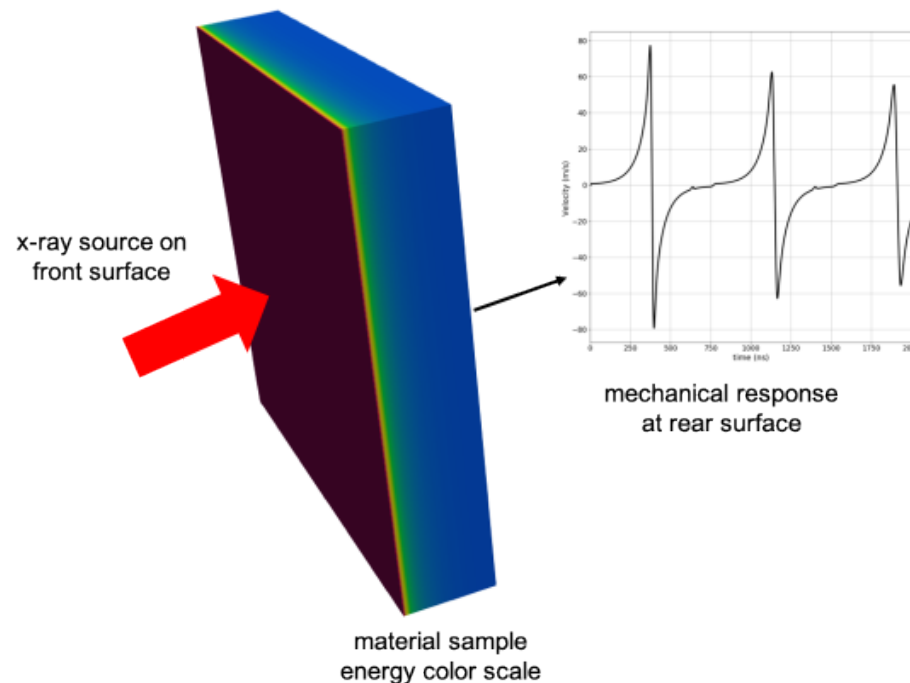 80
60
40
20
0
−20
−40
−60
−80
Velocity (m/s)
0 250 500 750 1000 1250 1500 1750
time (ns)
x-ray source on
front surface
mechanical response
at rear surface
material sample
energy color scale